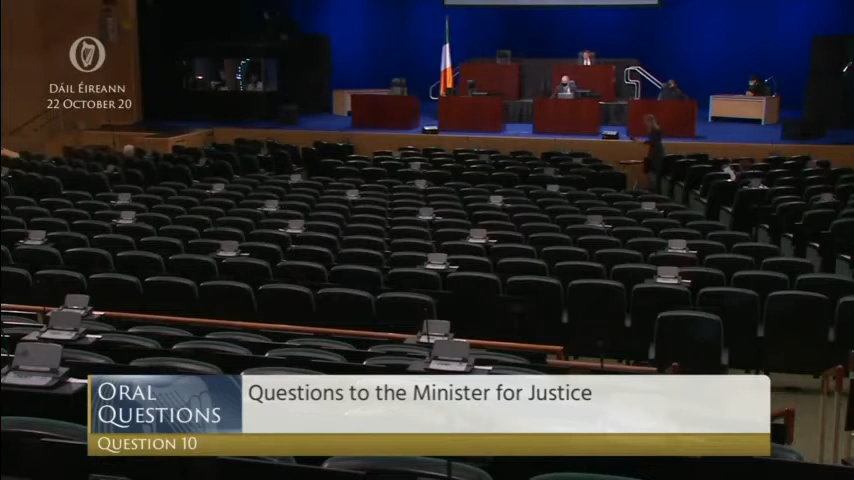 DÁIL ÉIREANN
22 OCTOBER 20
ORAL
QUESTIONS
Questions to the Minister for Justice
QUESTION 10